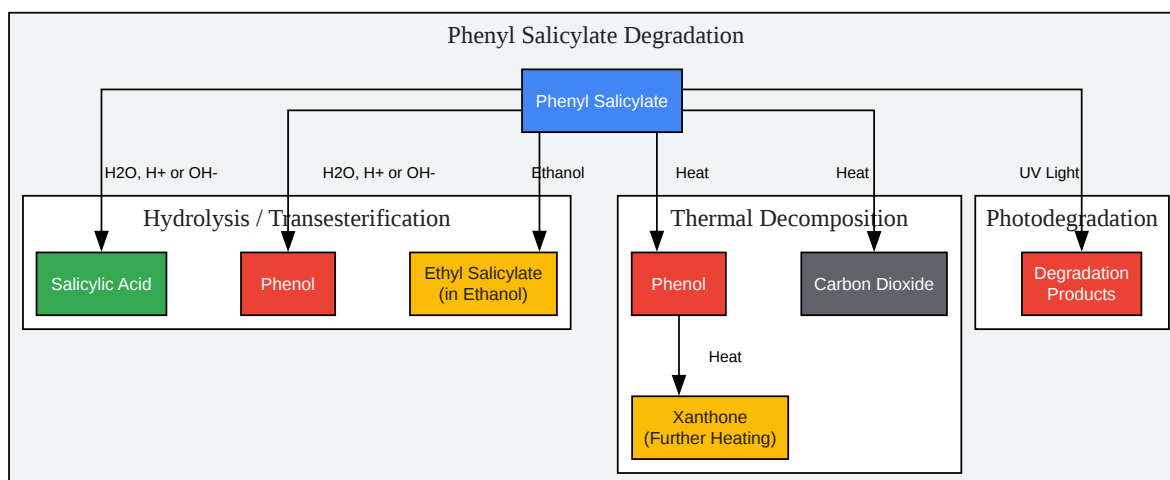 Phenyl Salicylate Degradation
Phenyl Salicylate
H2O, H+ or OH-
H2O, H+ or OH-
Ethanol
Heat
Heat
UV Light
Hydrolysis / Transesterification
Thermal Decomposition
Photodegradation
Salicylic Acid
Phenol
Ethyl Salicylate
(in Ethanol)
Phenol
Carbon Dioxide
Degradation
Products
Heat
Xanthone
(Further Heating)